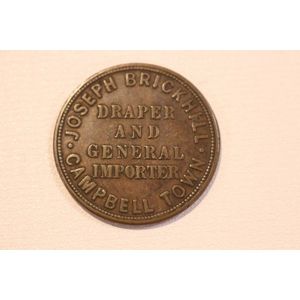 JOSEPH BRICKHILL
DRAPER
AND
GENERAL
IMPORTER
CAMPBELL TOWN